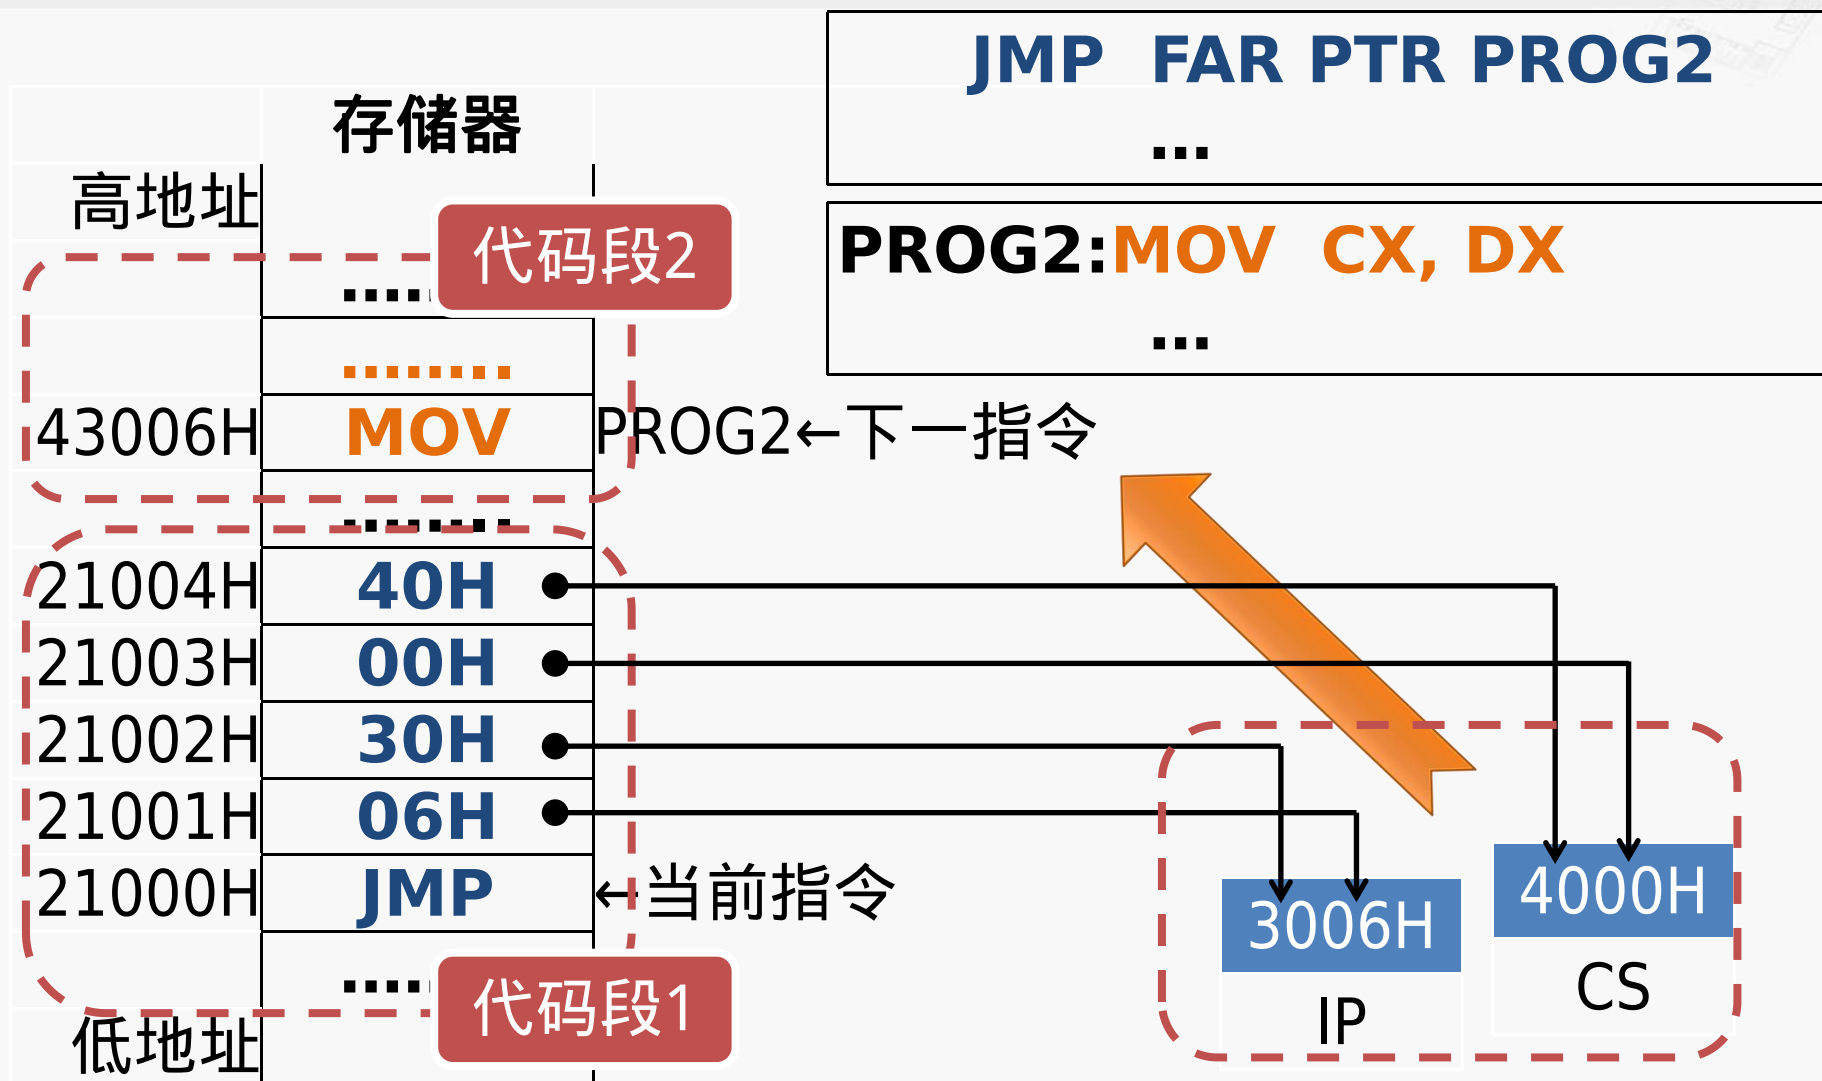 JMP FAR PTR PROG2
…
PROG2:MOV CX, DX
…
存储器
高地址
代码段2
……
………
43006H MOV PROG2←下一指令
………
21004H 40H
21003H 00H
21002H 30H
21001H 06H
21000H JMP ←当前指令
……
代码段1
低地址
3006H
IP
4000H
CS